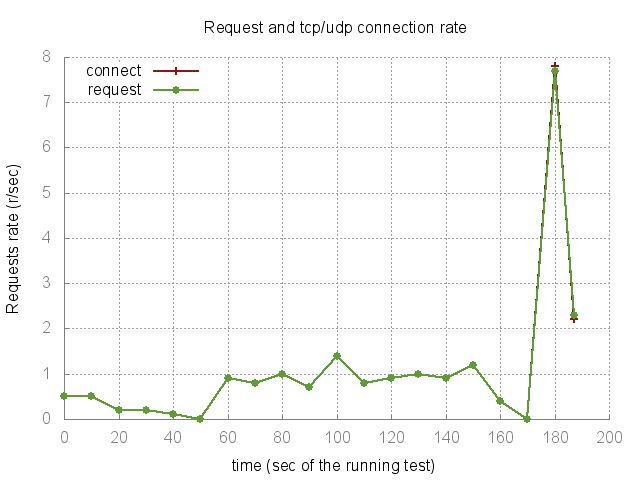 Request and tcp/udp connection rate
connect
request
8
7
6
5
4
3
2
1
0
Requests rate (r/sec)
0 20 40 60 80 100 120 140 160 180 200
time (sec of the running test)